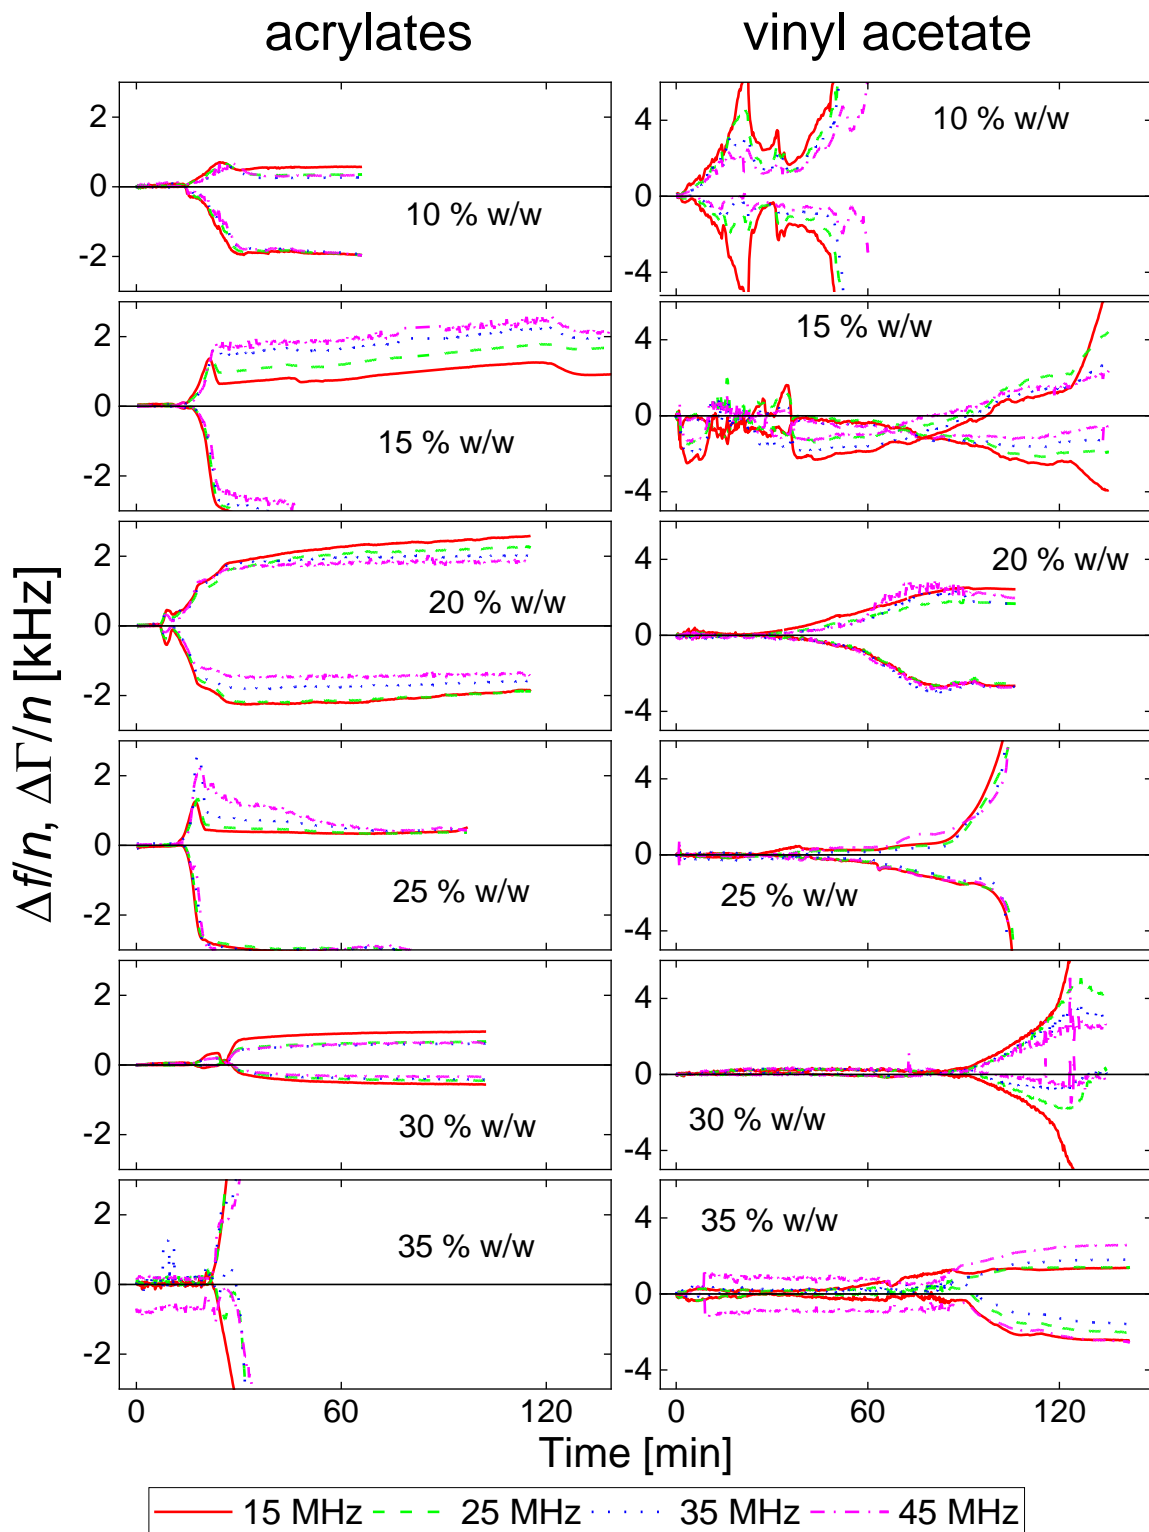 acrylates vinyl acetate
2
0
-2
10 % w/w
4
0
-4
10 % w/w
2
0
-2
15 % w/w
4
0
-4
15 % w/w
2
0
-2
20 % w/w
4
0
-4
20 % w/w
2
0
-2
25 % w/w
4
0
-4
25 % w/w
2
0
-2
30 % w/w
4
0
-4
30 % w/w
2
0
-2
35 % w/w
4
0
-4
35 % w/w
Δf/n, ΔΓ/n [kHz]
0 60 120 0 60 120
Time [min]
15 MHz 25 MHz 35 MHz 45 MHz